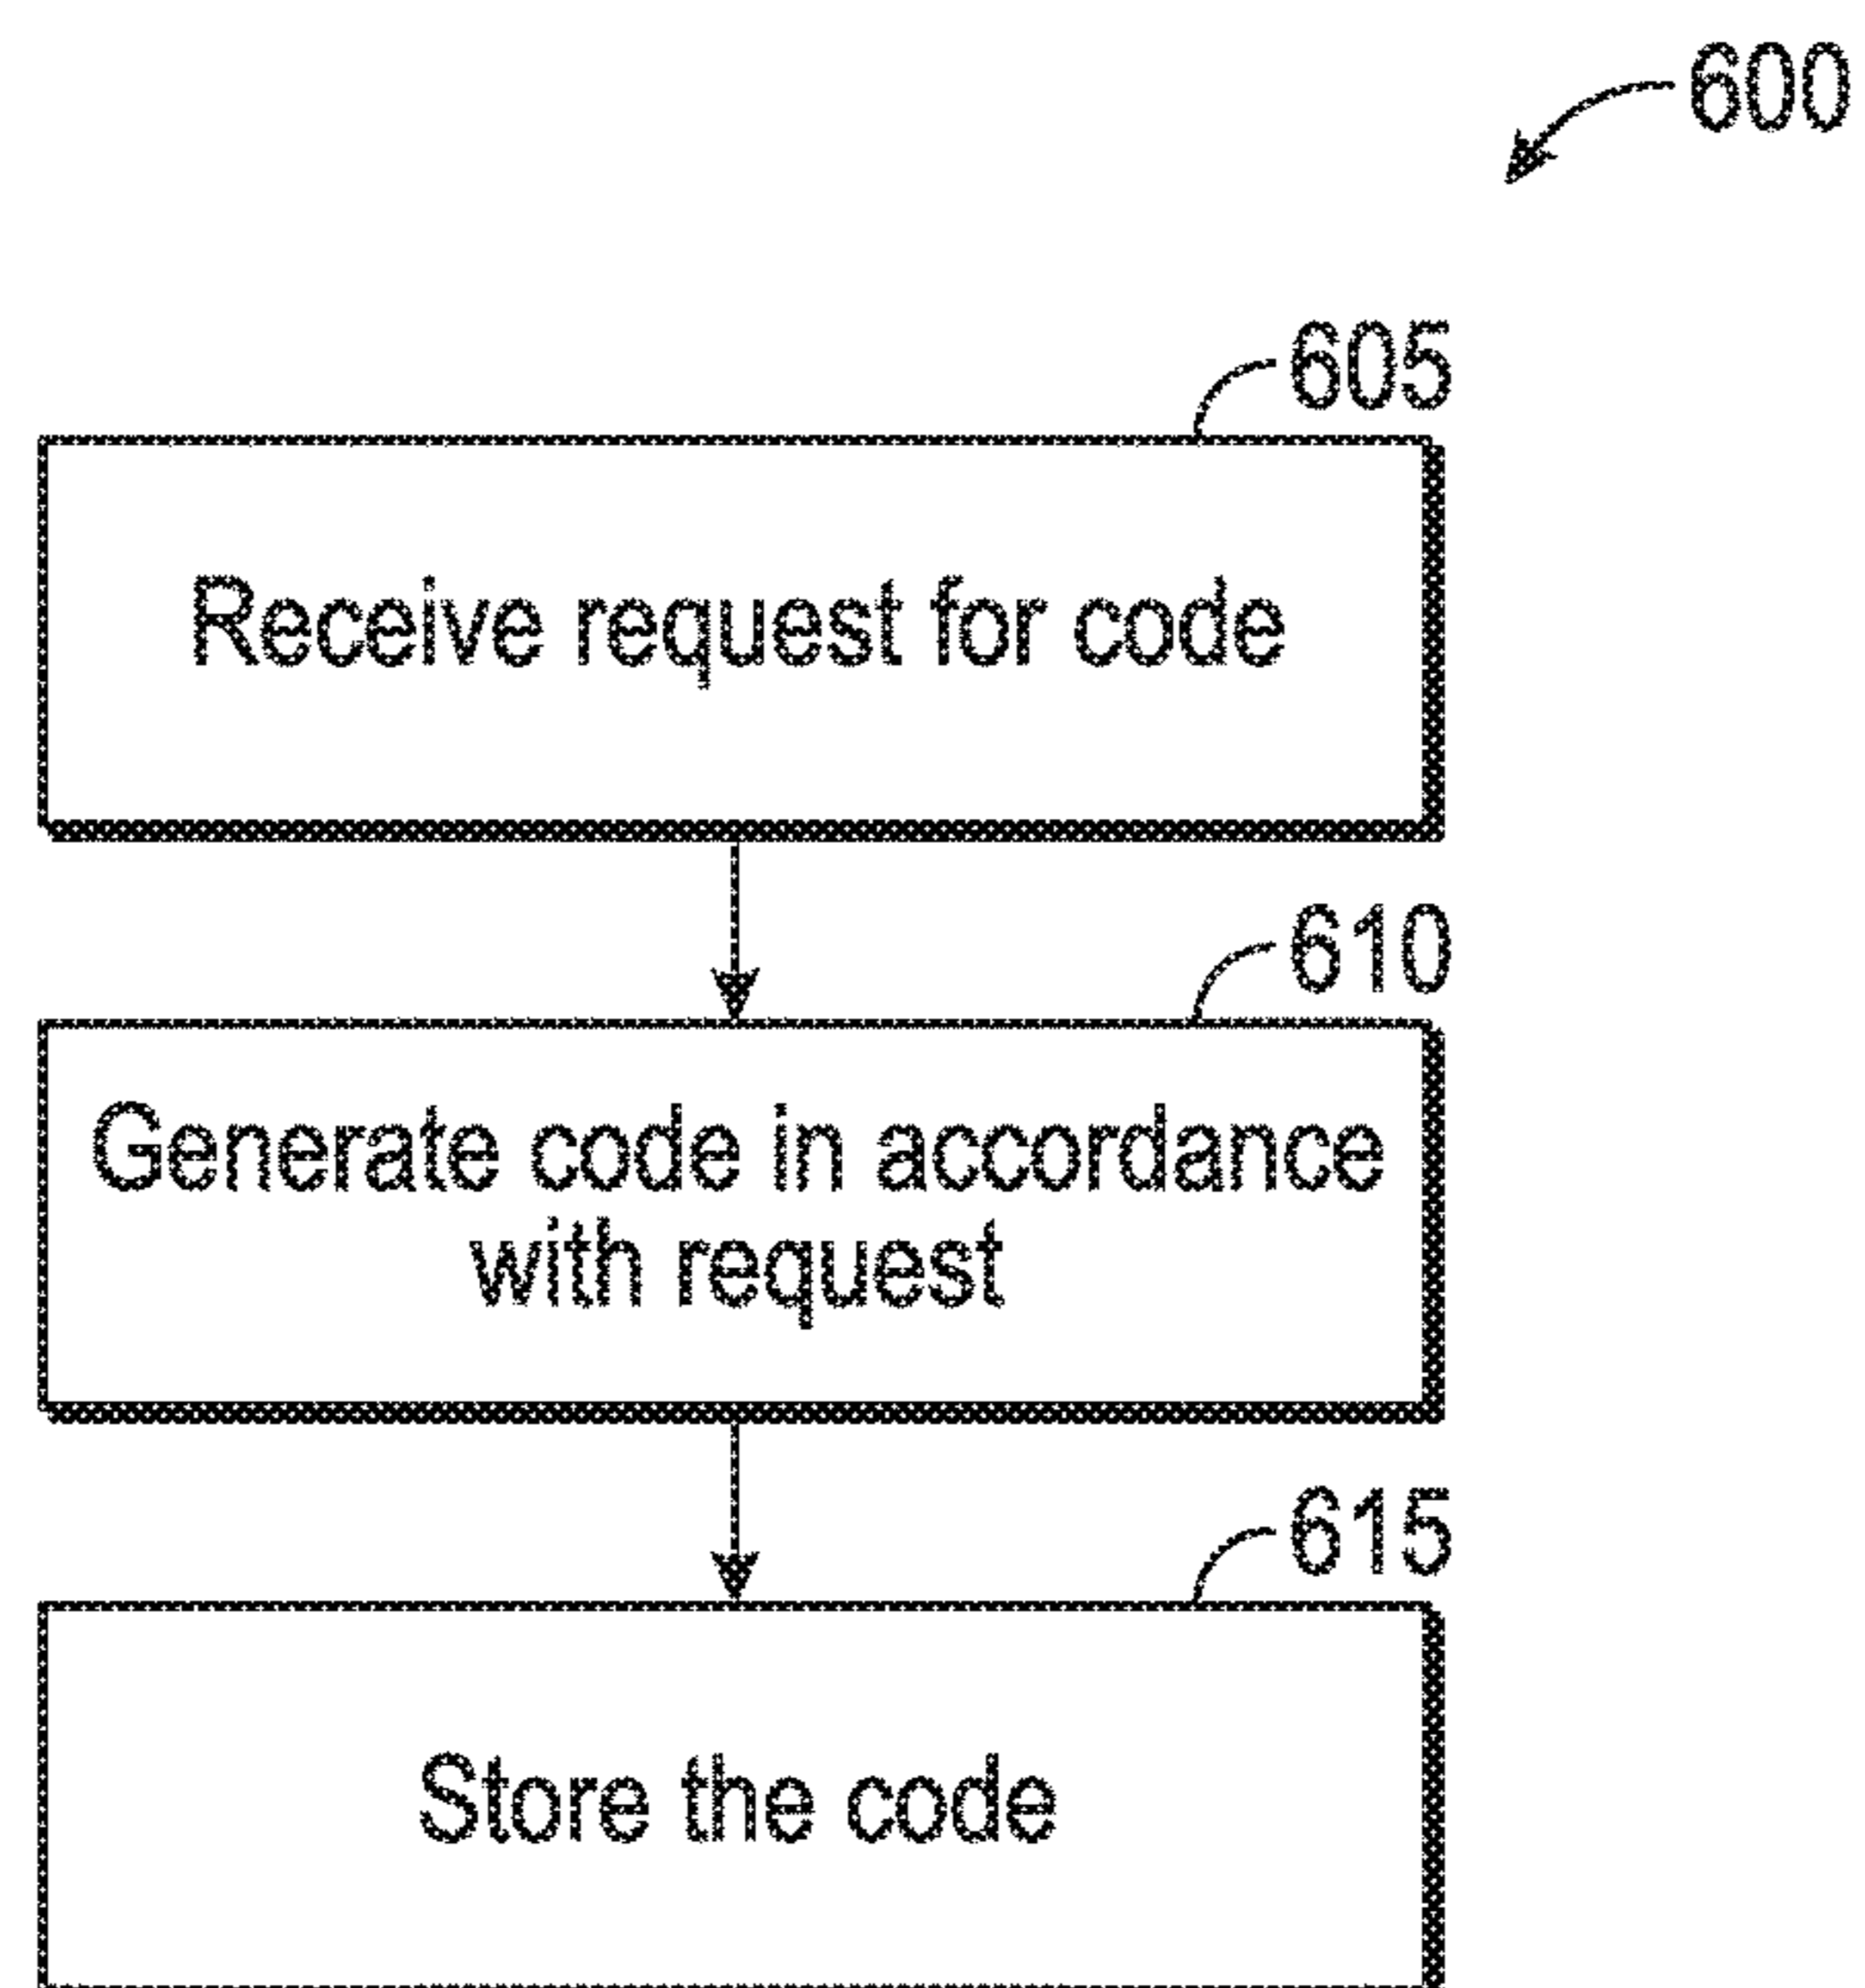 600
605
Receive request for code
610
Generate code in accordance
with request
615
Store the code